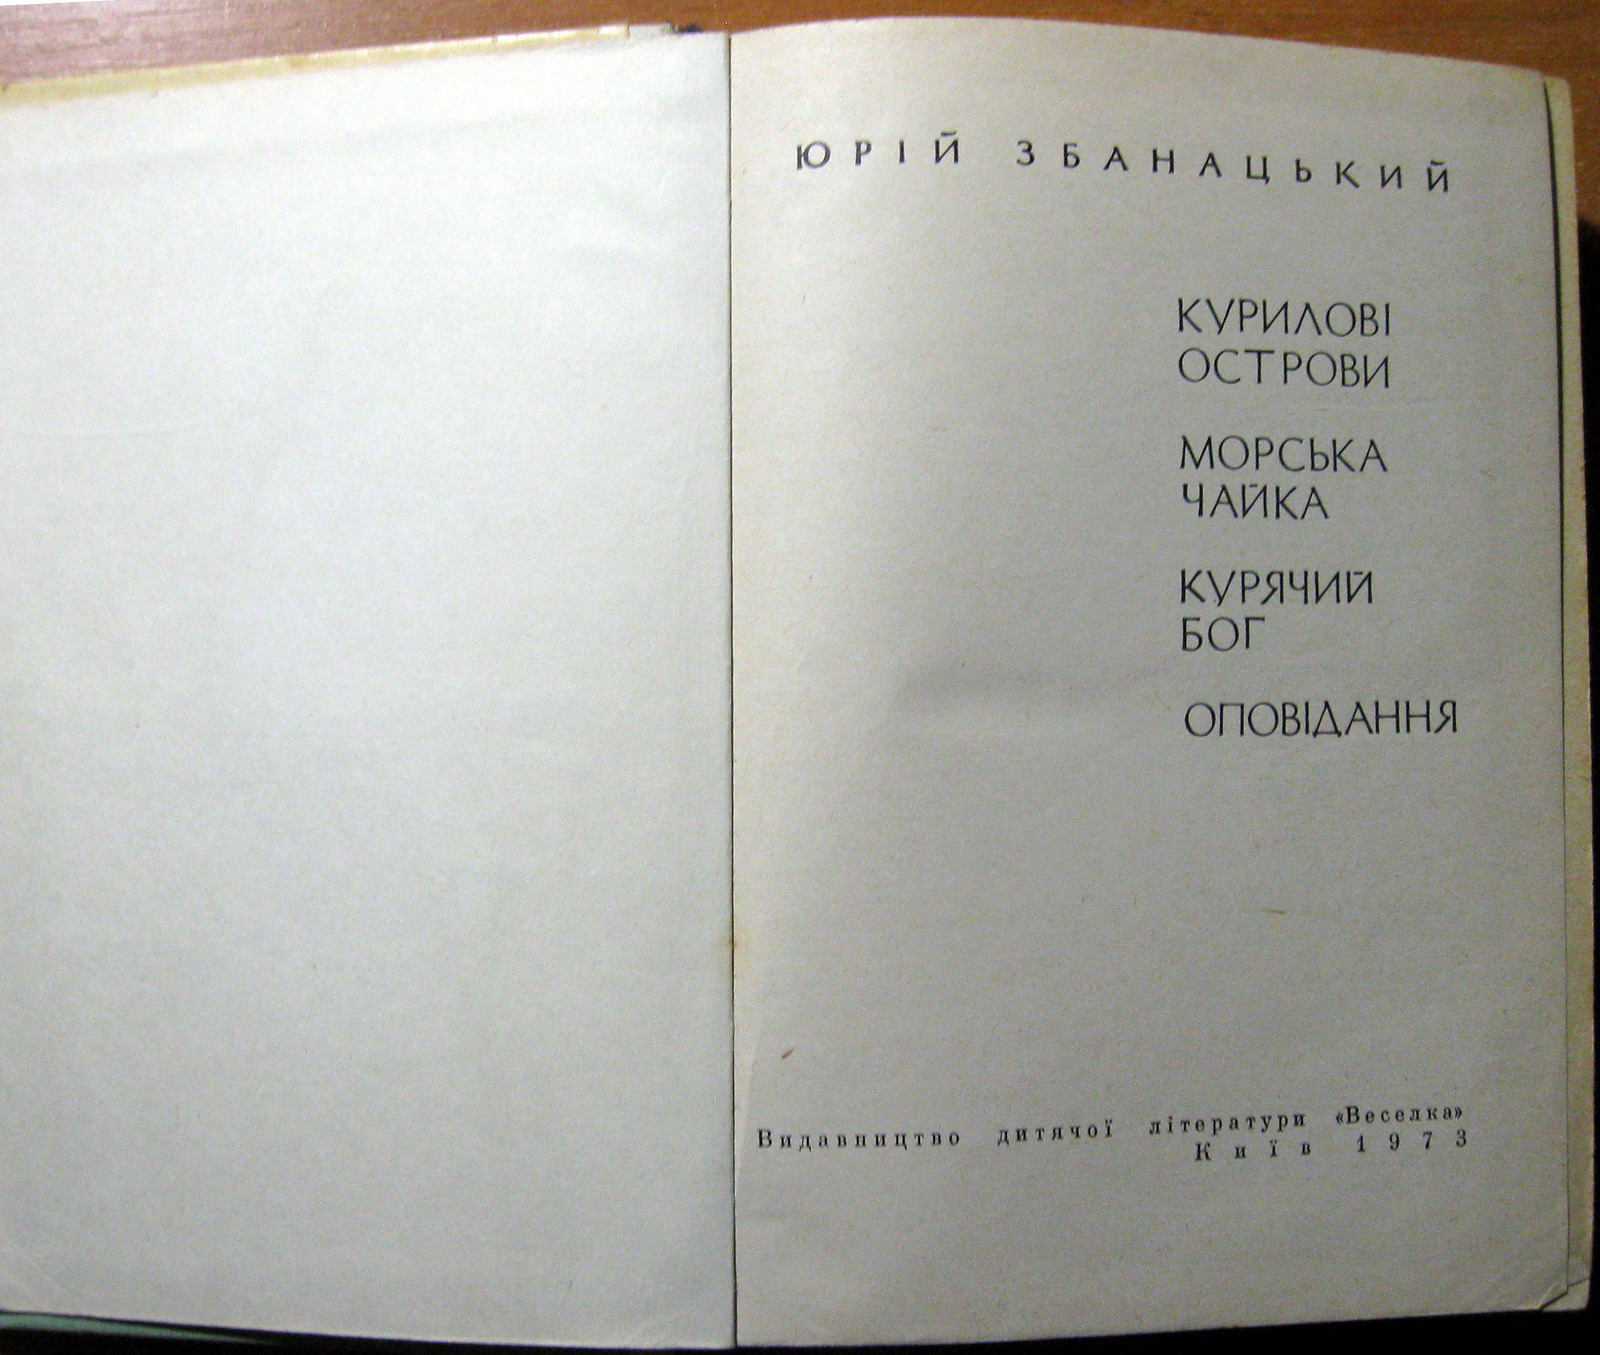 ЮРІЙ ЗБАНАЦЬКИЙ
КУРИЛОВІ
ОСТРОВИ
МОРСЬКА
ЧАЙКА
КУРЯЧИЙ
БОГ
ОПОВІДАННЯ
Видавництво дитячої літератури «Веселка»
Київ 1973